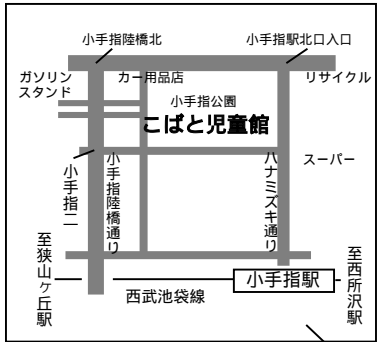 小手指陸橋北
小手指駅北口入口
ガソリン
スタンド
カー用品店
リサイクル
小手指公園
こばと児童館
小手指二
小手指陸橋通り
ハナミズキ通り
スーパー
至狭山ヶ丘駅
西武池袋線
小手指駅
至西所沢駅